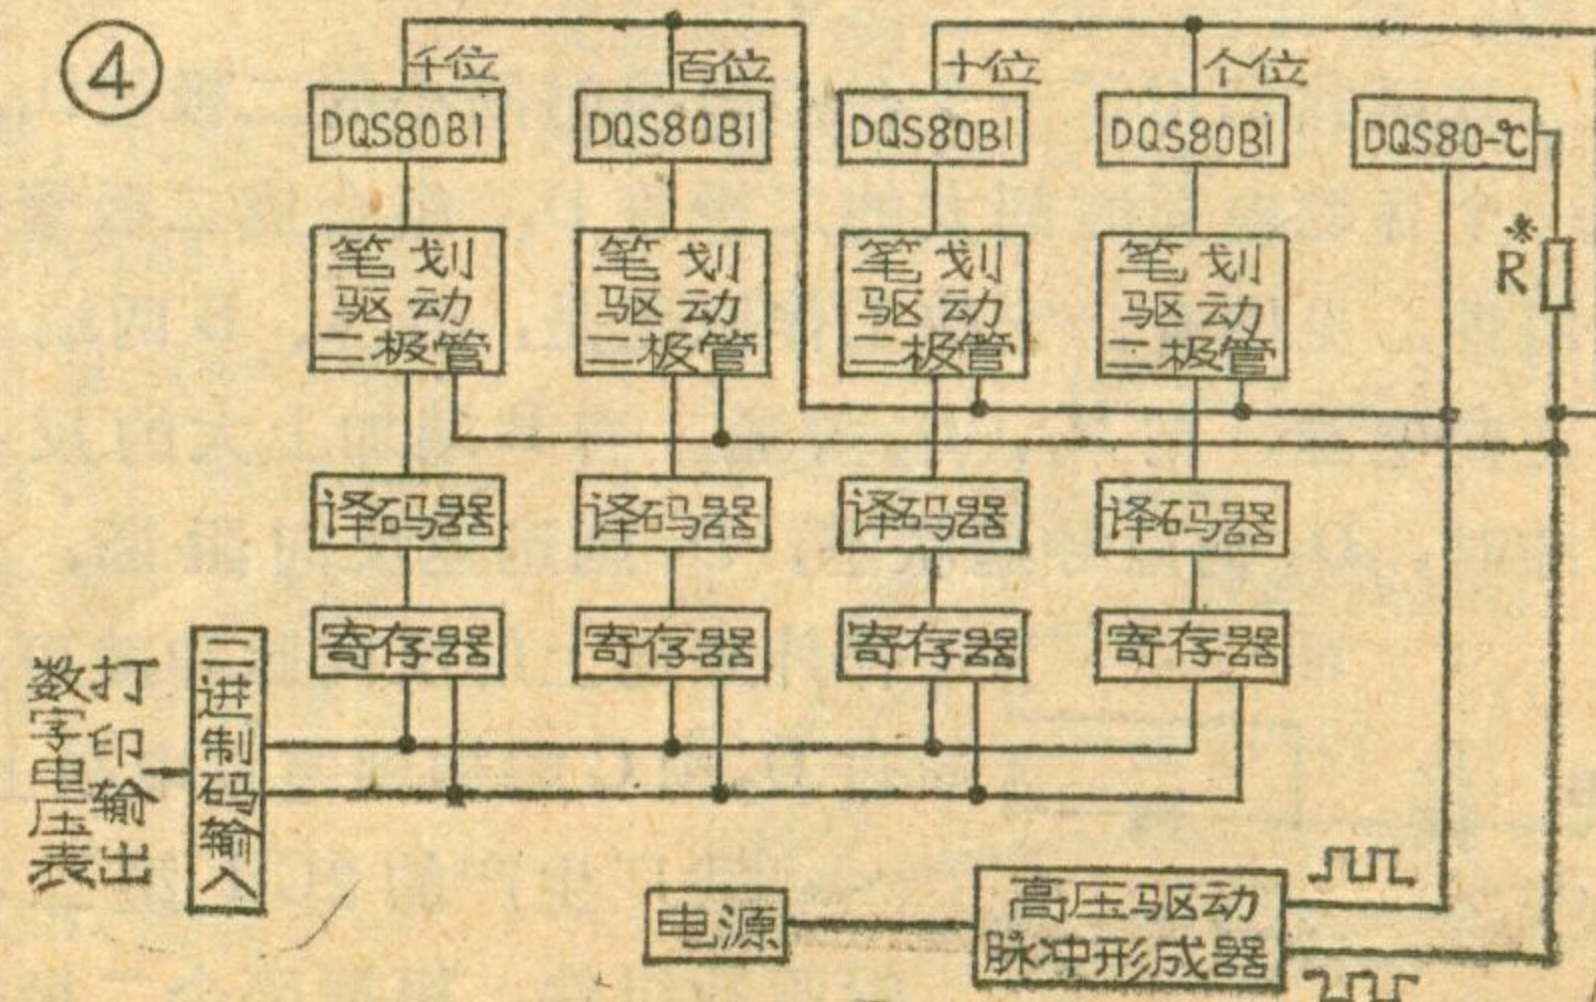 ④
千位 百位 十位 个位
DQS80B1 DQS80B1 DQS80B1 DQS80B1 DQS80-℃
笔划 笔划 笔划 笔划
驱动 驱动 驱动 驱动
二极管 二极管 二极管 二极管
※
R
译码器 译码器 译码器 译码器
寄存器 寄存器 寄存器 寄存器
数字电压表
打印输出
二进制码输入
电源
高压驱动
脉冲形成器